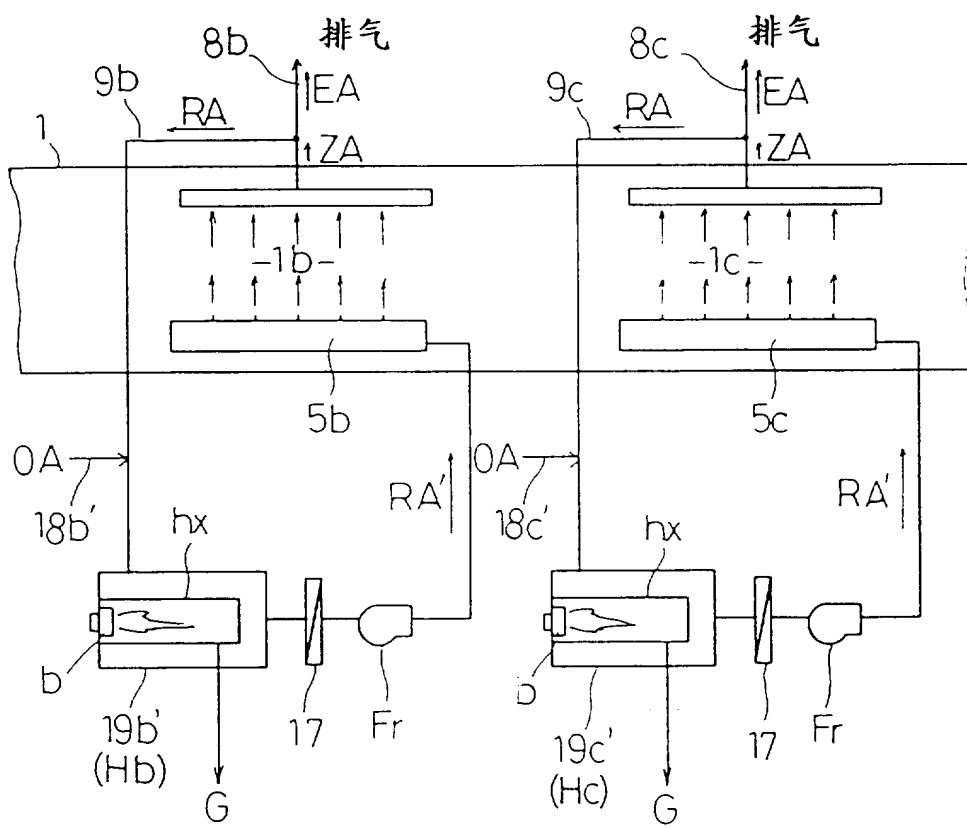 排气
排气
8b
8c
EA
EA
9b
9c
RA
RA
1
ZA
ZA
-1b-
-1c-
5b
5c
OA
OA
18b'
18c'
RA'
RA'
hx
hx
b
b
19b'
(Hb)
17
Fr
19c'
(Hc)
17
Fr
G
G